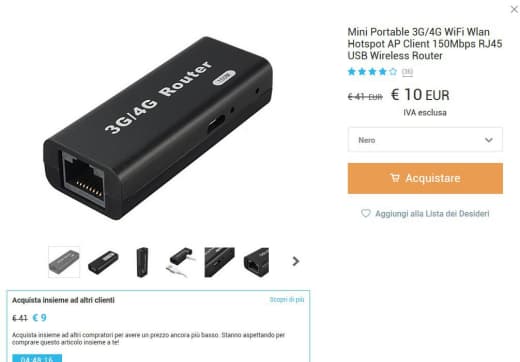 Mini Portable 3G/4G WiFi Wlan
Hotspot AP Client 150Mbps RJ45
USB Wireless Router
(36)
€ 41 EUR € 10 EUR
IVA esclusa
Nero
Acquistare
Aggiungi alla Lista dei Desideri
3G/4G Router
Acquista insieme ad altri clienti
Scopri di più
€ 41 € 9
Acquista insieme ad altri compratori per avere un prezzo ancora più basso. Stanno aspettando per
comprare questo articolo insieme a te!
04:48:16